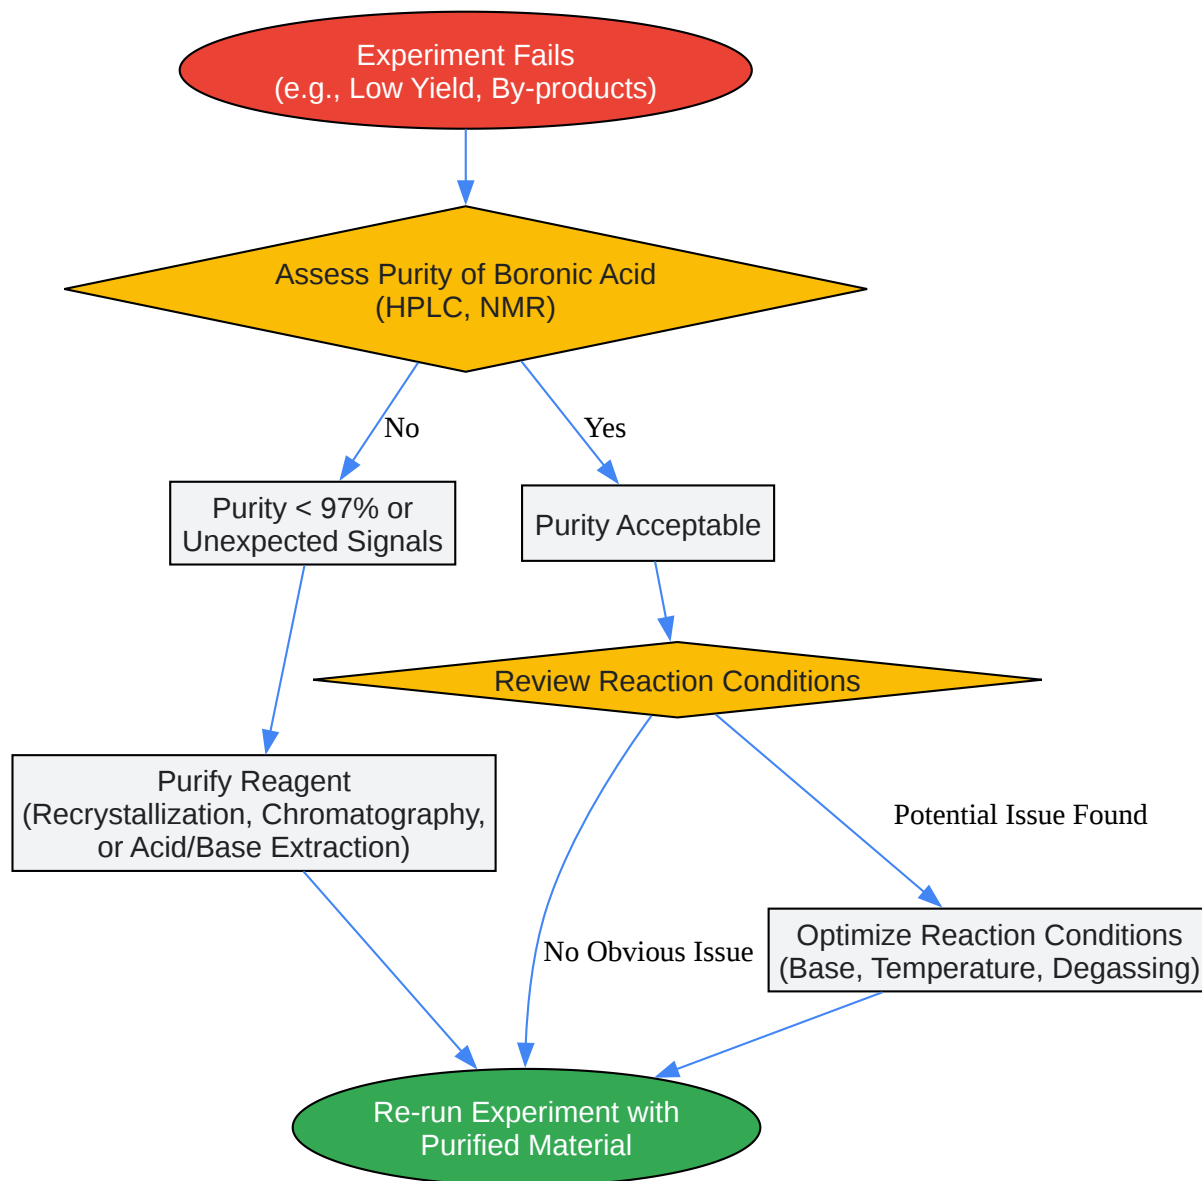 Experiment Fails
(e.g., Low Yield, By-products)
Assess Purity of Boronic Acid
(HPLC, NMR)
No
Yes
Purity < 97% or
Unexpected Signals
Purity Acceptable
Review Reaction Conditions
Purify Reagent
(Recrystallization, Chromatography,
or Acid/Base Extraction)
Potential Issue Found
No Obvious Issue
Optimize Reaction Conditions
(Base, Temperature, Degassing)
Re-run Experiment with
Purified Material